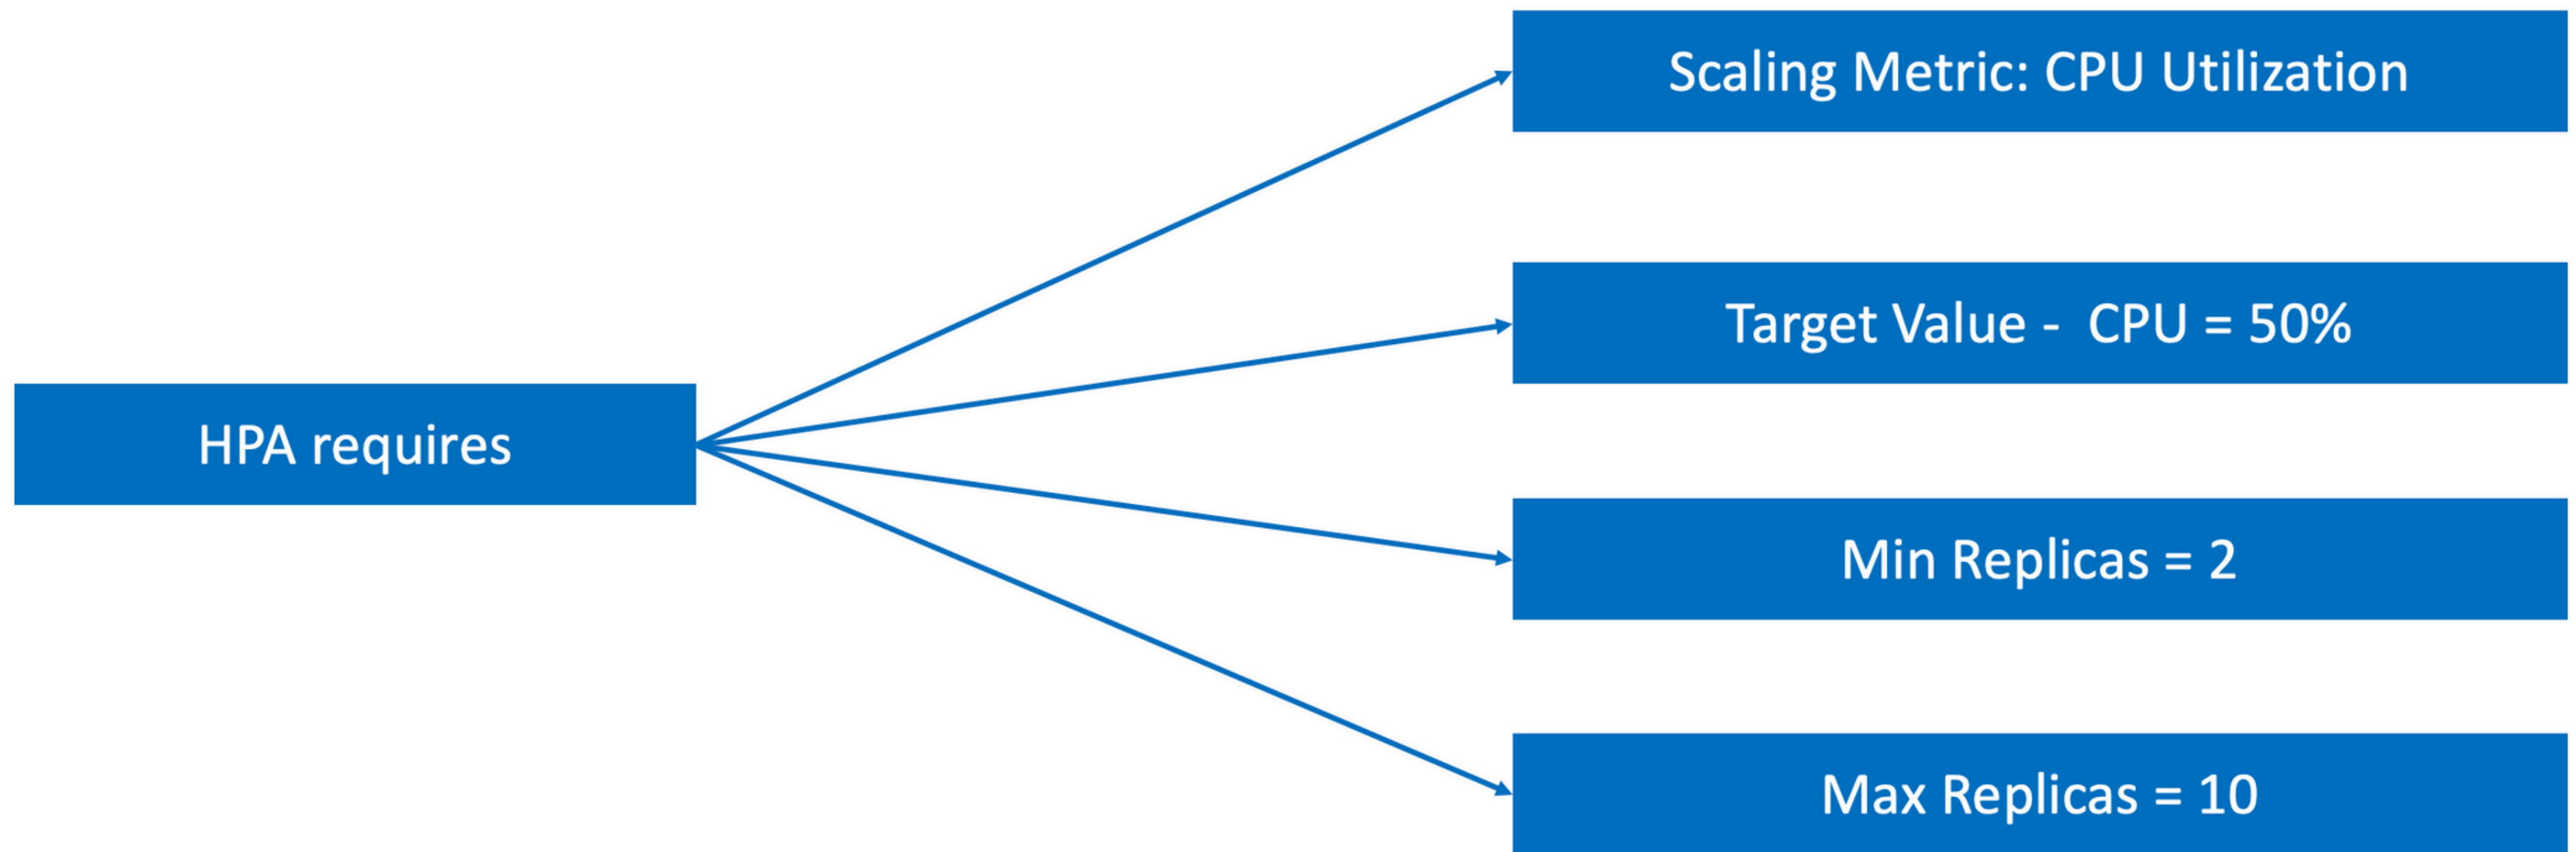 Scaling Metric: CPU Utilization
Target Value -  CPU = 50%
HPA requires
Min Replicas = 2
Max Replicas = 10